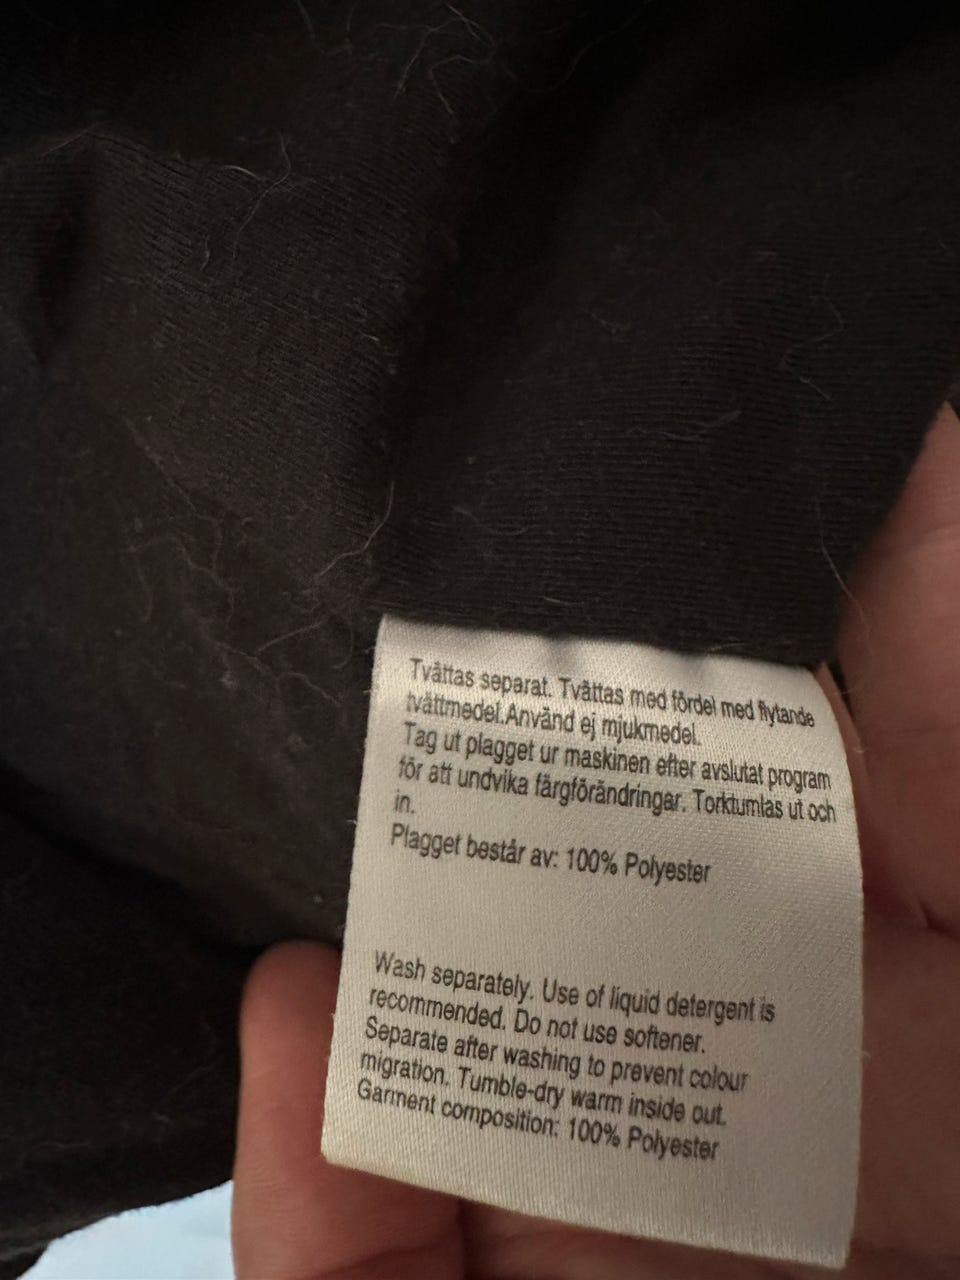 Tvättas separat. Tvättas med fördel med flytande
tvättmedel.Använd ej mjukmedel.
Tag ut plagget ur maskinen efter avslutat program
för att undvika färgförändringar. Torktumlas ut och
in.
Plagget består av: 100% Polyester
Wash separately. Use of liquid detergent is
recommended. Do not use softener.
Separate after washing to prevent colour
migration. Tumble-dry warm inside out.
Garment composition: 100% Polyester